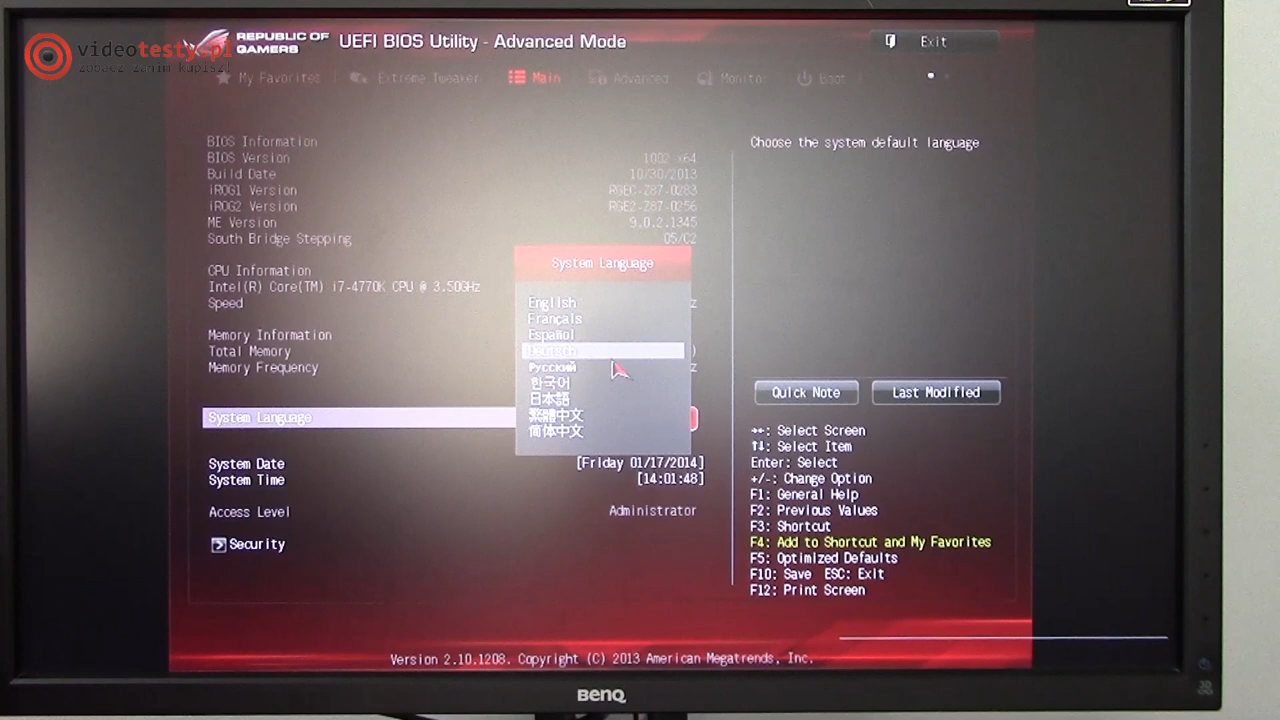 videotesty.pl
zobacz zanim kupisz!
REPUBLIC OF
GAMERS
UEFI BIOS Utility - Advanced Mode
Exit
My Favorites
Extreme Tweaker
Main
Advanced
Monitor
Boot
BIOS Information
BIOS Version 1002 x64
Build Date 10/30/2013
iROG1 Version RGEC-Z87-0283
iROG2 Version RGE2-Z87-0256
ME Version 9.0.2.1345
South Bridge Stepping 05/C2
CPU Information
Intel(R) Core(TM) i7-4770K CPU @ 3.50GHz
Speed
Memory Information
Total Memory
Memory Frequency
System Language
English
Français
Español
Deutsch
Русский
한국어
日本語
繁體中文
简体中文
System Language
System Date [Friday 01/17/2014]
System Time [14:01:48]
Access Level Administrator
Security
Choose the system default language
Quick Note
Last Modified
→←: Select Screen
↑↓: Select Item
Enter: Select
+/-: Change Option
F1: General Help
F2: Previous Values
F3: Shortcut
F4: Add to Shortcut and My Favorites
F5: Optimized Defaults
F10: Save ESC: Exit
F12: Print Screen
Version 2.10.1208. Copyright (C) 2013 American Megatrends, Inc.
BenQ